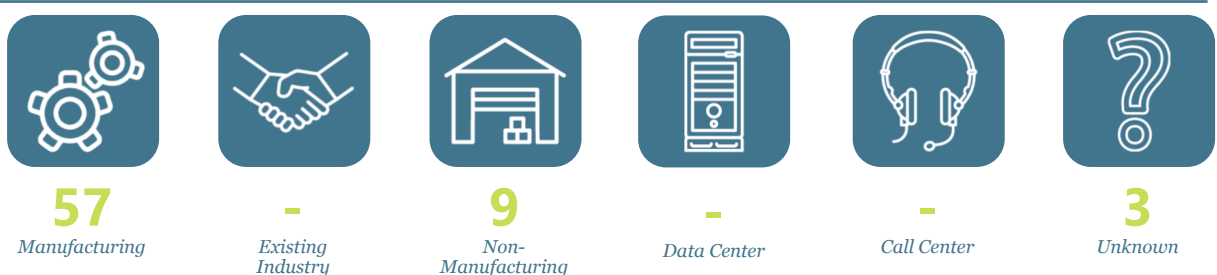 57
Manufacturing
-
Existing
Industry
9
Non-
Manufacturing
-
Data Center
-
Call Center
3
Unknown